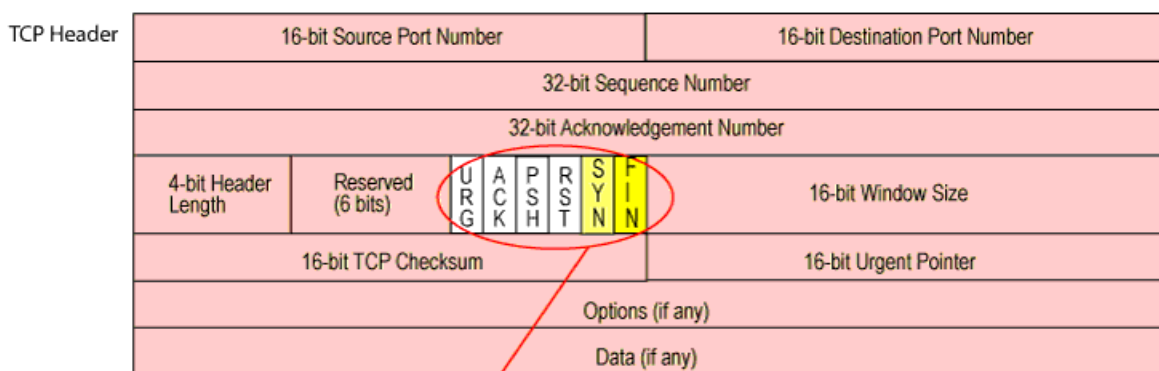 TCP Header
16-bit Source Port Number
16-bit Destination Port Number
32-bit Sequence Number
32-bit Acknowledgement Number
4-bit Header
Length
Reserved
(6 bits)
URG
ACK
PSH
RST
SYN
FIN
16-bit Window Size
16-bit TCP Checksum
16-bit Urgent Pointer
Options (if any)
Data (if any)